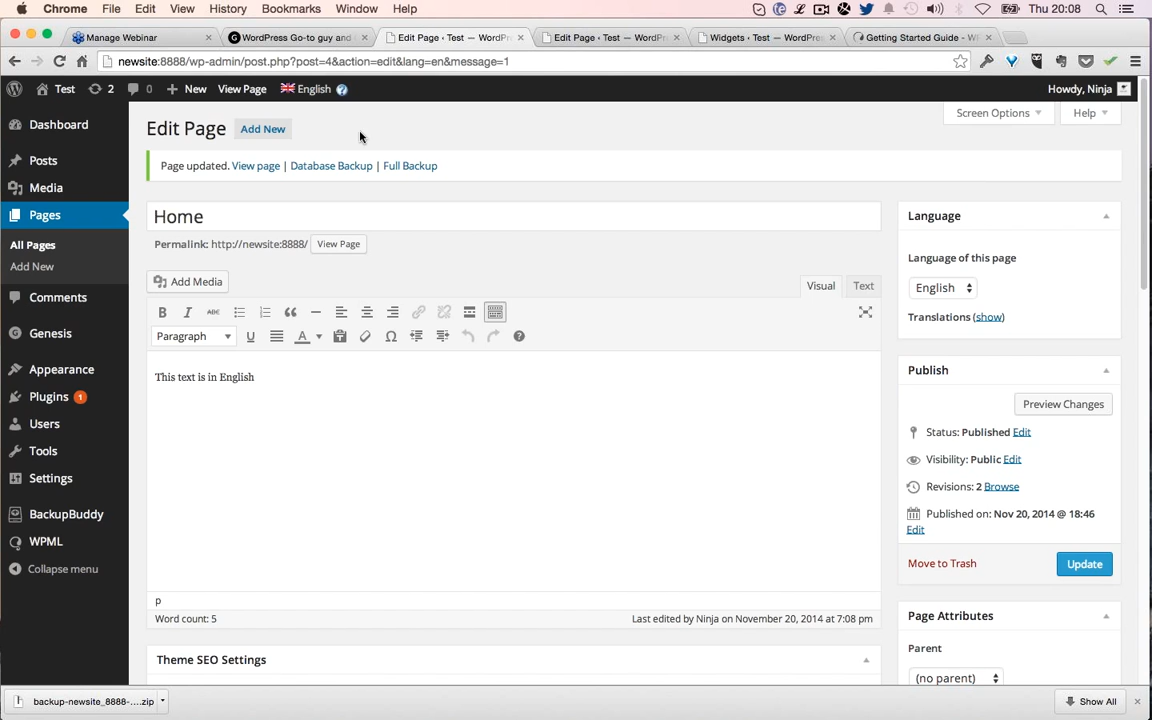 Chrome File Edit View History Bookmarks Window Help Thu 20:08
Manage Webinar × WordPress Go-to guy and × Edit Page ‹ Test — WordPr × Edit Page ‹ Test — WordPr × Widgets ‹ Test — WordPre × Getting Started Guide - W ×
newsite:8888/wp-admin/post.php?post=4&action=edit&lang=en&message=1
Test 2 0 + New View Page English Howdy, Ninja
Dashboard
Posts
Media
Pages
All Pages
Add New
Comments
Genesis
Appearance
Plugins 1
Users
Tools
Settings
BackupBuddy
WPML
Collapse menu
Screen Options Help
Edit Page Add New
Page updated. View page | Database Backup | Full Backup
Home
Permalink: http://newsite:8888/ View Page
Add Media
Visual Text
B I ABC
Paragraph U A Ω
This text is in English
p
Word count: 5 Last edited by Ninja on November 20, 2014 at 7:08 pm
Theme SEO Settings
Language
Language of this page
English
Translations (show)
Publish
Preview Changes
Status: Published Edit
Visibility: Public Edit
Revisions: 2 Browse
Published on: Nov 20, 2014 @ 18:46
Edit
Move to Trash Update
Page Attributes
Parent
(no parent)
backup-newsite_8888-....zip Show All ×